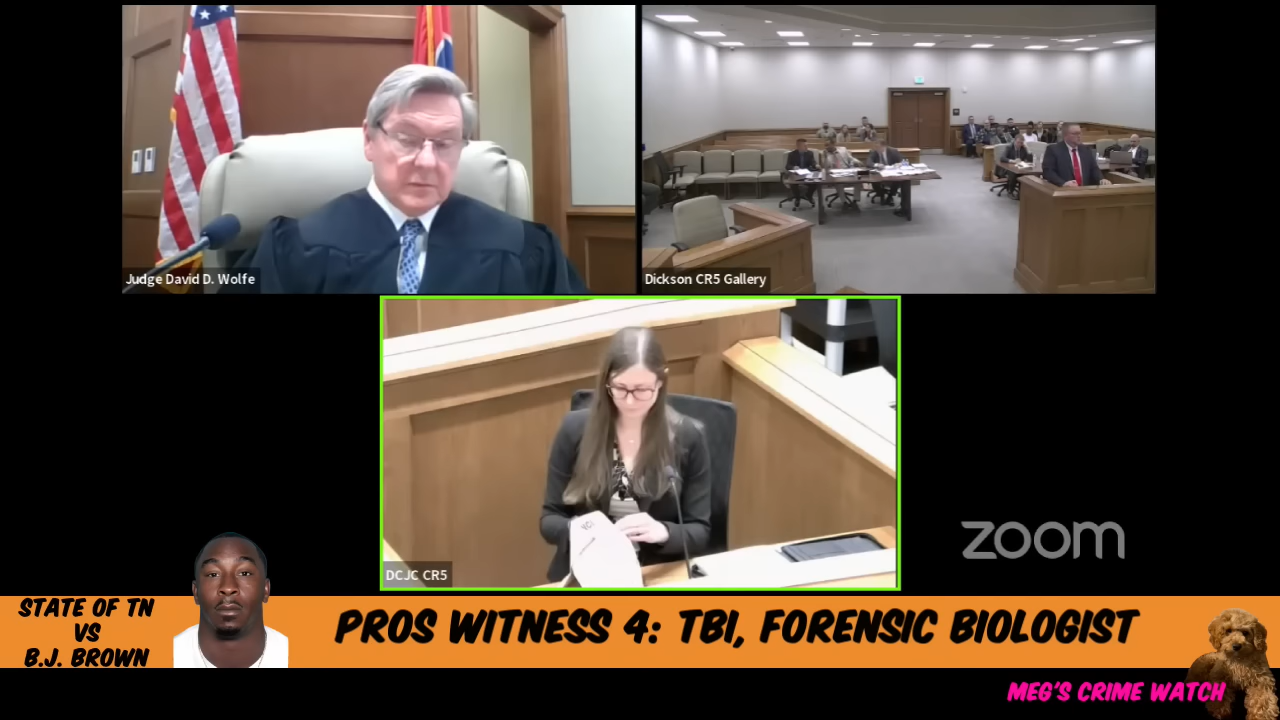 Judge David D. Wolfe
Dickson CR5 Gallery
DCJC CR5
zoom
STATE OF TN
VS
B.J. BROWN
PROS WITNESS 4: TBI, FORENSIC BIOLOGIST
MEG'S CRIME WATCH